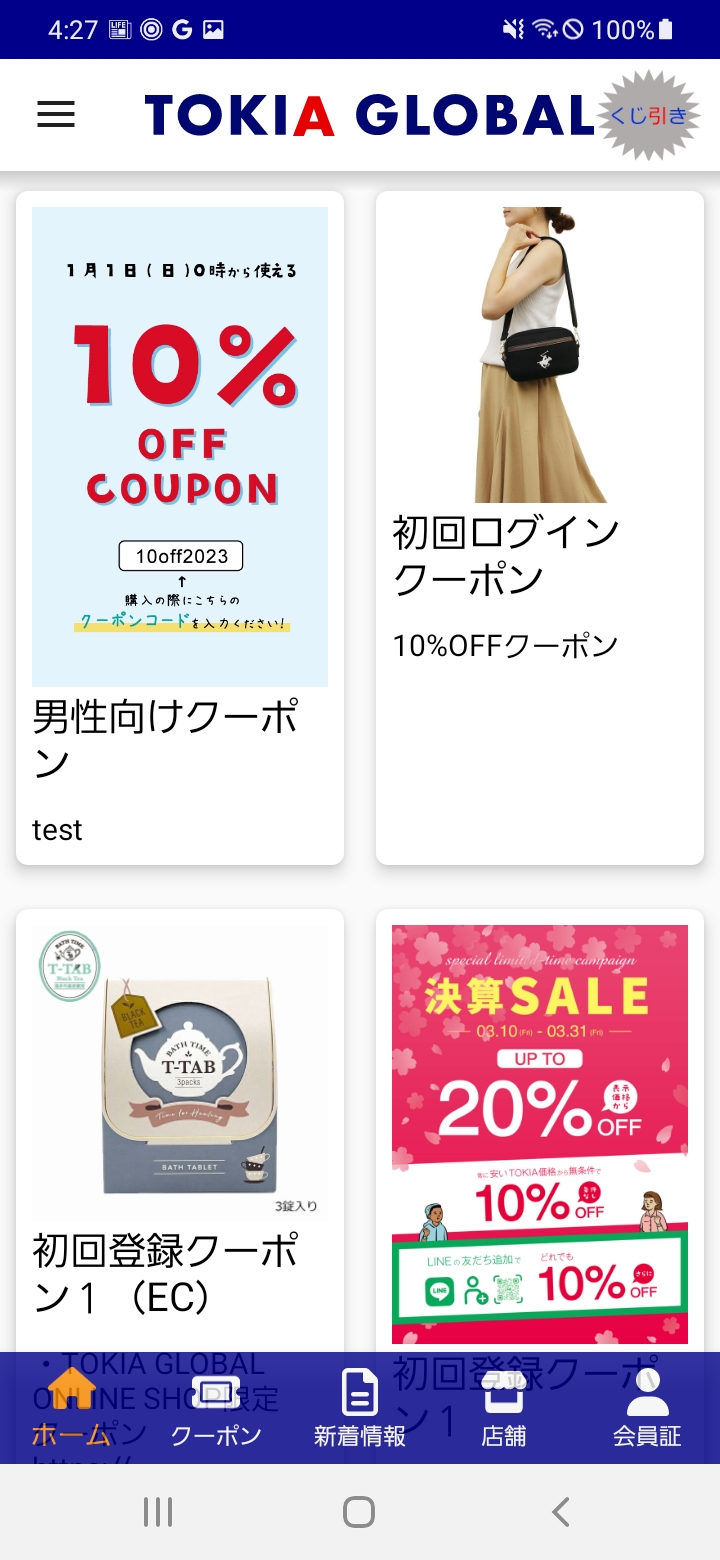 4:27
100%
TOKIA GLOBAL
くじ引き
1月1日(日)0時から使える
10%
OFF
COUPON
10off2023
購入の際にこちらの
クーポンコードを入力ください!
男性向けクーポ
ン
test
初回ログイン
クーポン
10%OFFクーポン
BATH TIME
T-TAB
Black Tea
BLACK
TEA
BATH TIME
T-TAB
3packs
Time for Healing
BATH TABLET
3錠入り
初回登録クーポ
ン１（EC）
・TOKIA GLOBAL
ONLINE SHOP限定
クーポン
https://
special limited-time campaign
決算SALE
03.10(Fri) - 03.31(Fri)
UP TO
20%OFF
表示
価格
から
常に安いTOKIA価格から無条件で
10%OFF
条件
なし
LINEの友だち追加で
LINE
どれでも
10%OFF
さらに
初回登録クーポ
ン１
ホーム
クーポン
新着情報
店舗
会員証